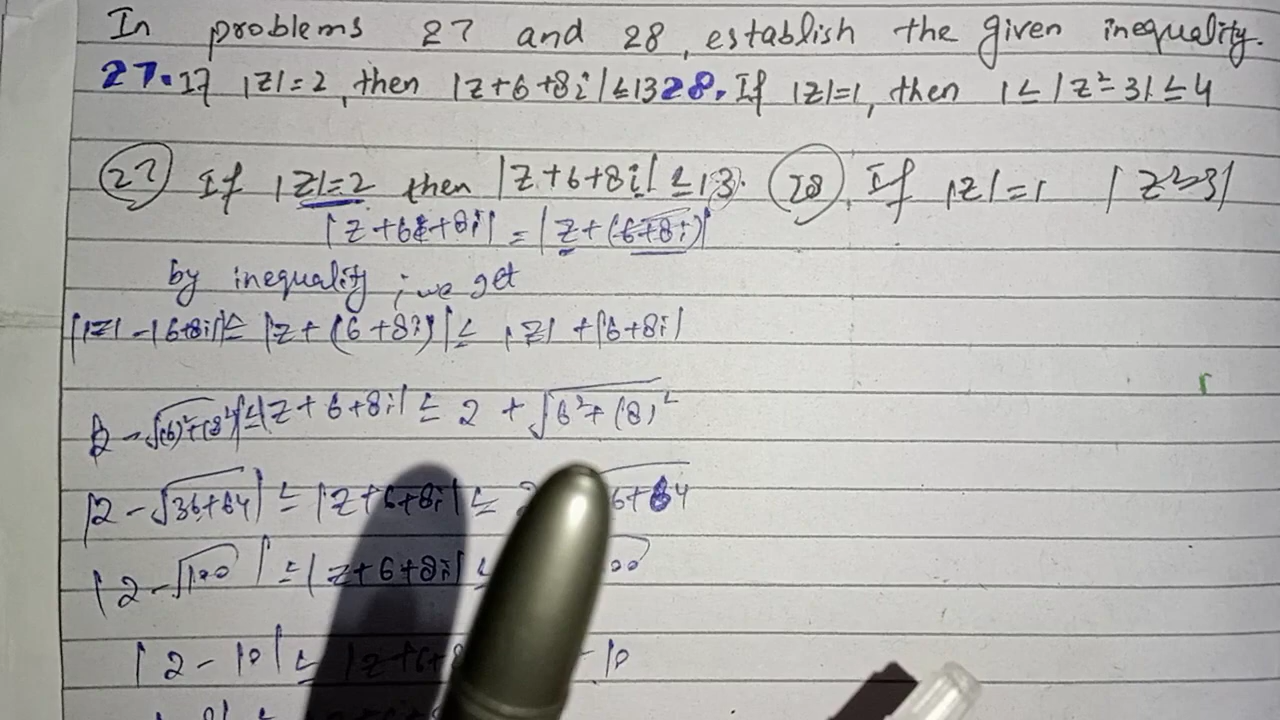 In problems 27 and 28, establish the given inequality.
27. If |z|=2, then |z+6+8i| ≤13 28. If |z|=1, then 1≤|z²-3|≤4
(27) If |z|=2 then |z+6+8i| ≤13. (28). If |z|=1 |z²-3|
|z+6+8i| = |z+(6+8i)|
by inequality ; we get
||z|-|6+8i||≤ |z+(6+8i)|≤ |z|+|6+8i|
|2-√(6)²+(8)²|≤|z+6+8i| ≤ 2+√6²+(8)²
|2-√36+64| ≤ |z+6+8i| ≤ 6+64
|2-√100| ≤|z+6+8i| ≤
|2-10| ≤ |z+6+ 10